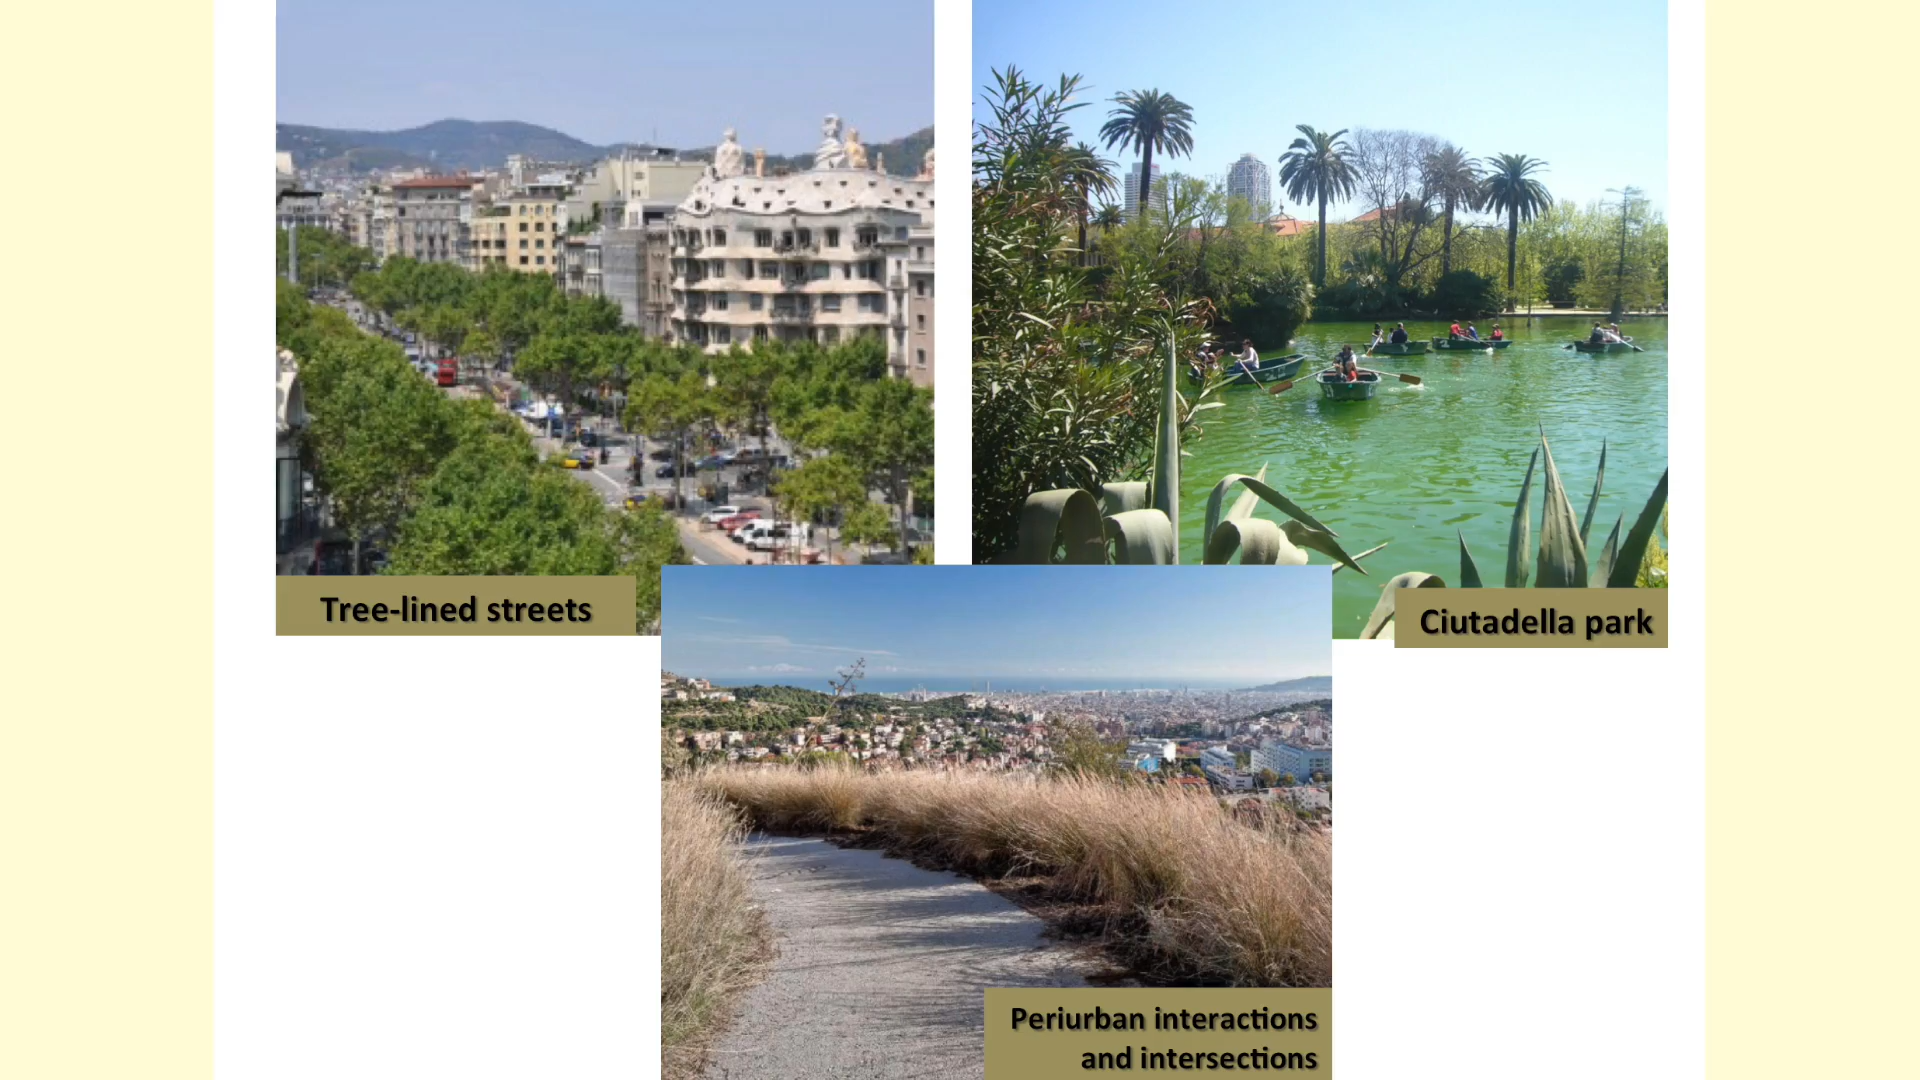 Tree-lined streets
Ciutadella park
Periurban interactions
and intersections